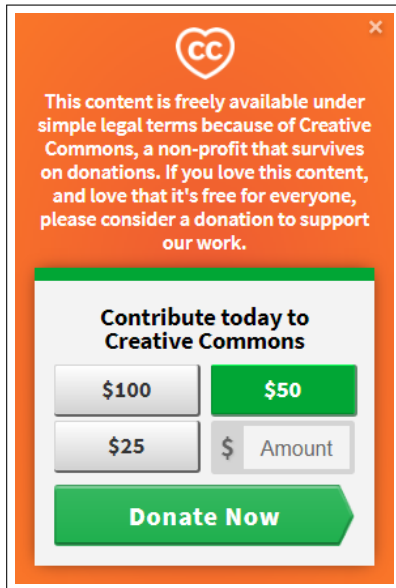 ×
CC
This content is freely available under
simple legal terms because of Creative
Commons, a non-profit that survives
on donations. If you love this content,
and love that it's free for everyone,
please consider a donation to support
our work.
Contribute today to
Creative Commons
$100 $50
$25 $ Amount
Donate Now